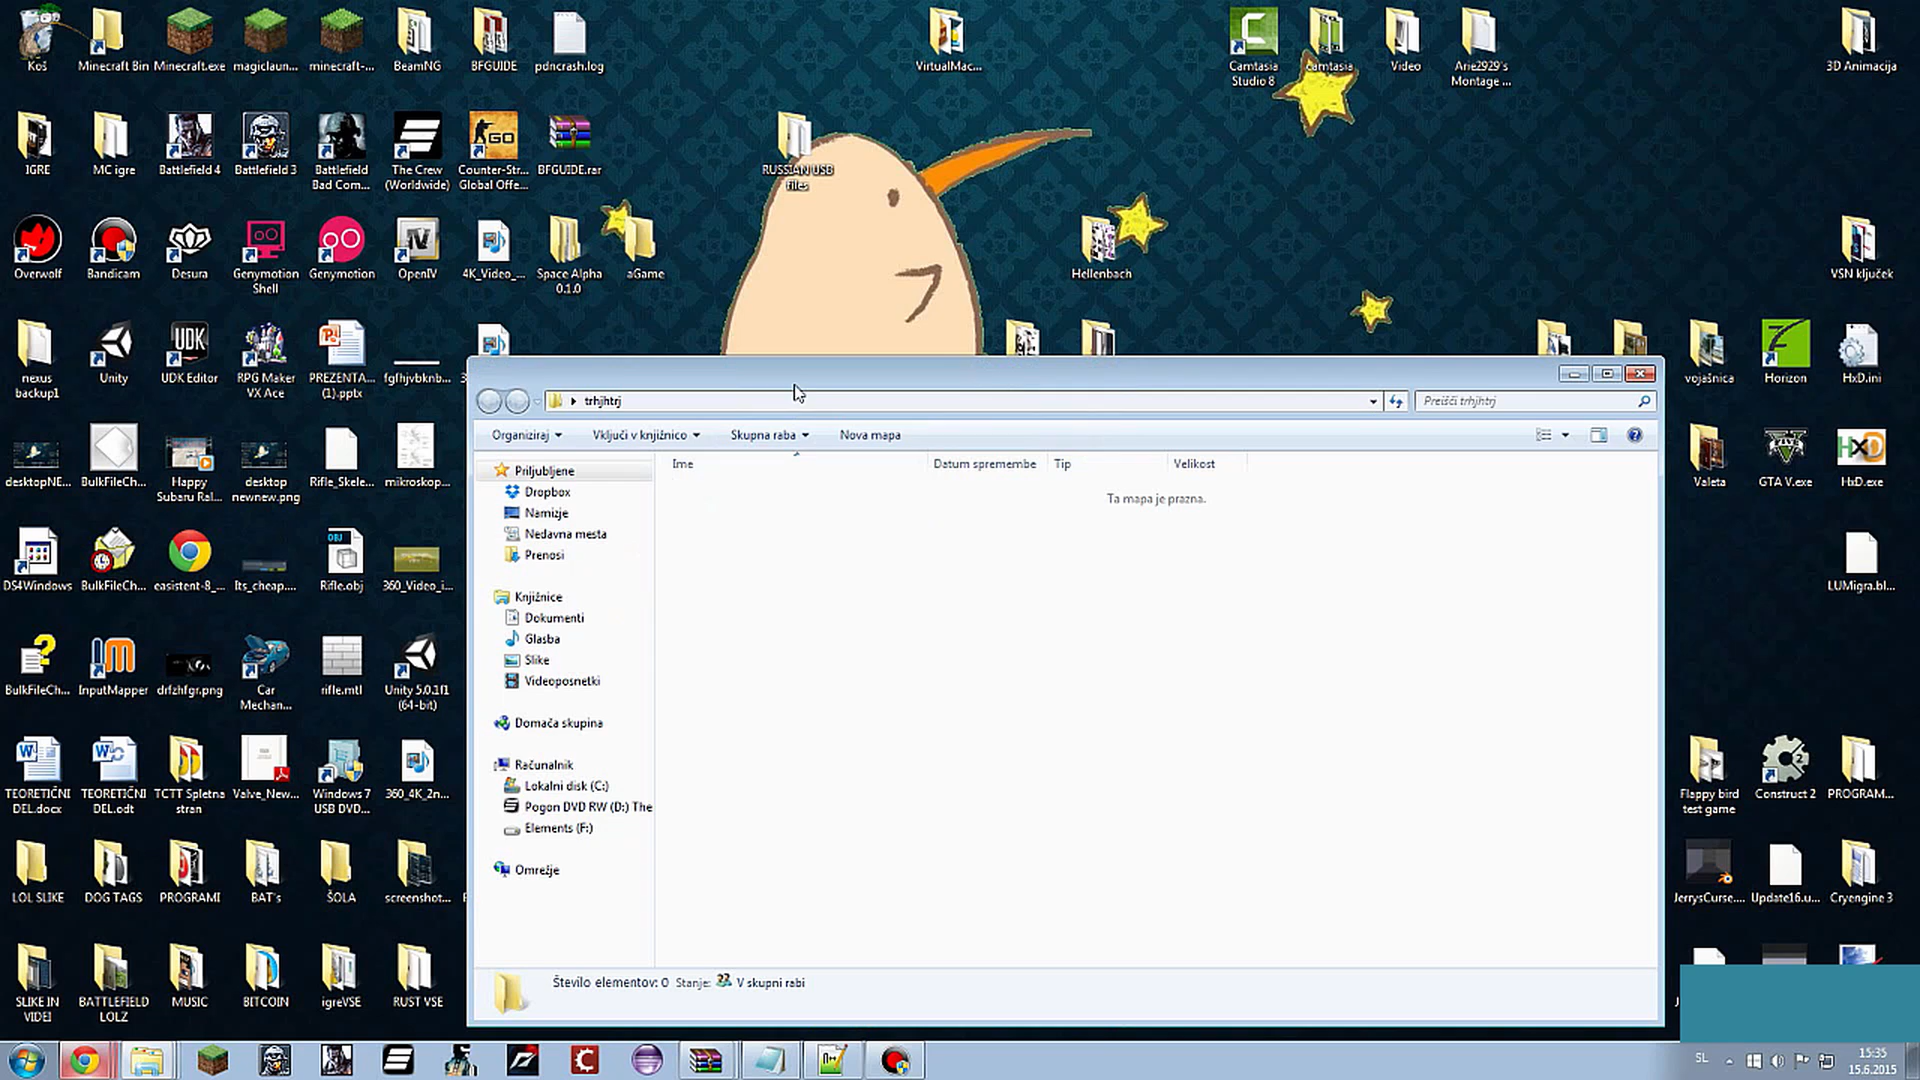 Koš
Minecraft Bin
Minecraft.exe
magiclaun...
minecraft-...
BeamNG
BFGUIDE
pdncrash.log
VirtualMac...
Camtasia
Studio 8
camtasia
Video
Arie2929's
Montage ...
3D Animacija
IGRE
MC igre
Battlefield 4
Battlefield 3
Battlefield
Bad Com...
The Crew
(Worldwide)
Counter-Str...
Global Offe...
BFGUIDE.rar
RUSSIAN USB
files
Overwolf
Bandicam
Desura
Genymotion
Shell
Genymotion
OpenIV
4K_Video_...
Space Alpha
0.1.0
aGame
Hellenbach
VSN ključek
nexus
backup1
Unity
UDK Editor
RPG Maker
VX Ace
PREZENTA...
(1).pptx
fgfhjvbknb...
vojašnica
Horizon
HxD.ini
trhjhtrj
Preišči trhjhtrj
Organiziraj
Vključi v knjižnico
Skupna raba
Nova mapa
Ime
Datum spremembe
Tip
Velikost
Ta mapa je prazna.
Priljubljene
Dropbox
Namizje
Nedavna mesta
Prenosi
Knjižnice
Dokumenti
Glasba
Slike
Videoposnetki
Domača skupina
Računalnik
Lokalni disk (C:)
Pogon DVD RW (D:) The
Elements (F:)
Omrežje
Število elementov: 0 Stanje: V skupni rabi
desktopNE...
BulkFileCh...
Happy
Subaru Ral...
desktop
newnew.png
Rifle_Skele...
mikroskop...
Valeta
GTA V.exe
HxD.exe
DS4Windows
BulkFileCh...
easistent-8_...
Its_cheap....
Rifle.obj
360_Video_i...
LUMigra.bl...
BulkFileCh...
InputMapper
drfzhfgr.png
Car
Mechan...
rifle.mtl
Unity 5.0.1f1
(64-bit)
TEORETIČNI
DEL.docx
TEORETIČNI
DEL.odt
TCTT Spletna
stran
Valve_New...
Windows 7
USB DVD...
360_4K_2n...
Flappy bird
test game
Construct 2
PROGRAM...
LOL SLIKE
DOG TAGS
PROGRAMI
BAT's
ŠOLA
screenshot...
JerrysCurse....
Update16.u...
Cryengine 3
SLIKE IN
VIDEJI
BATTLEFIELD
LOLZ
MUSIC
BITCOIN
igreVSE
RUST VSE
SL
15:35
15.6.2015